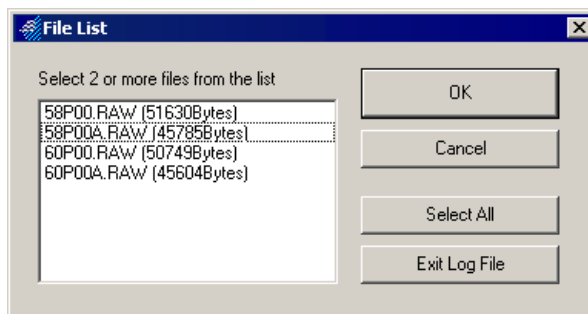 File List
Select 2 or more files from the list
58P00.RAW (51630Bytes)
58P00A.RAW (45785Bytes)
60P00.RAW (50749Bytes)
60P00A.RAW (45604Bytes)
OK
Cancel
Select All
Exit Log File